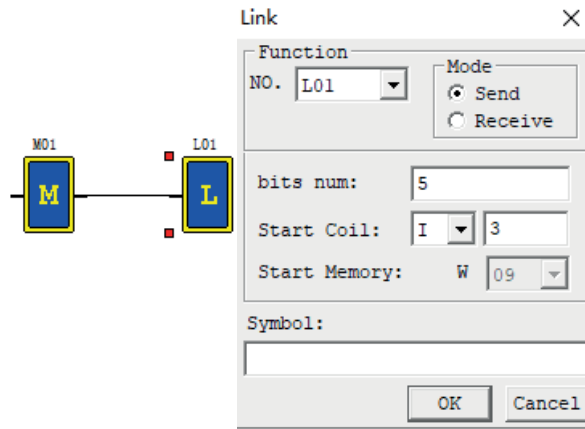 Link
Function
NO. L01
Mode
Send
Receive
M01
L01
M
L
bits num: 5
Start Coil: I 3
Start Memory: W 09
Symbol:
OK Cancel